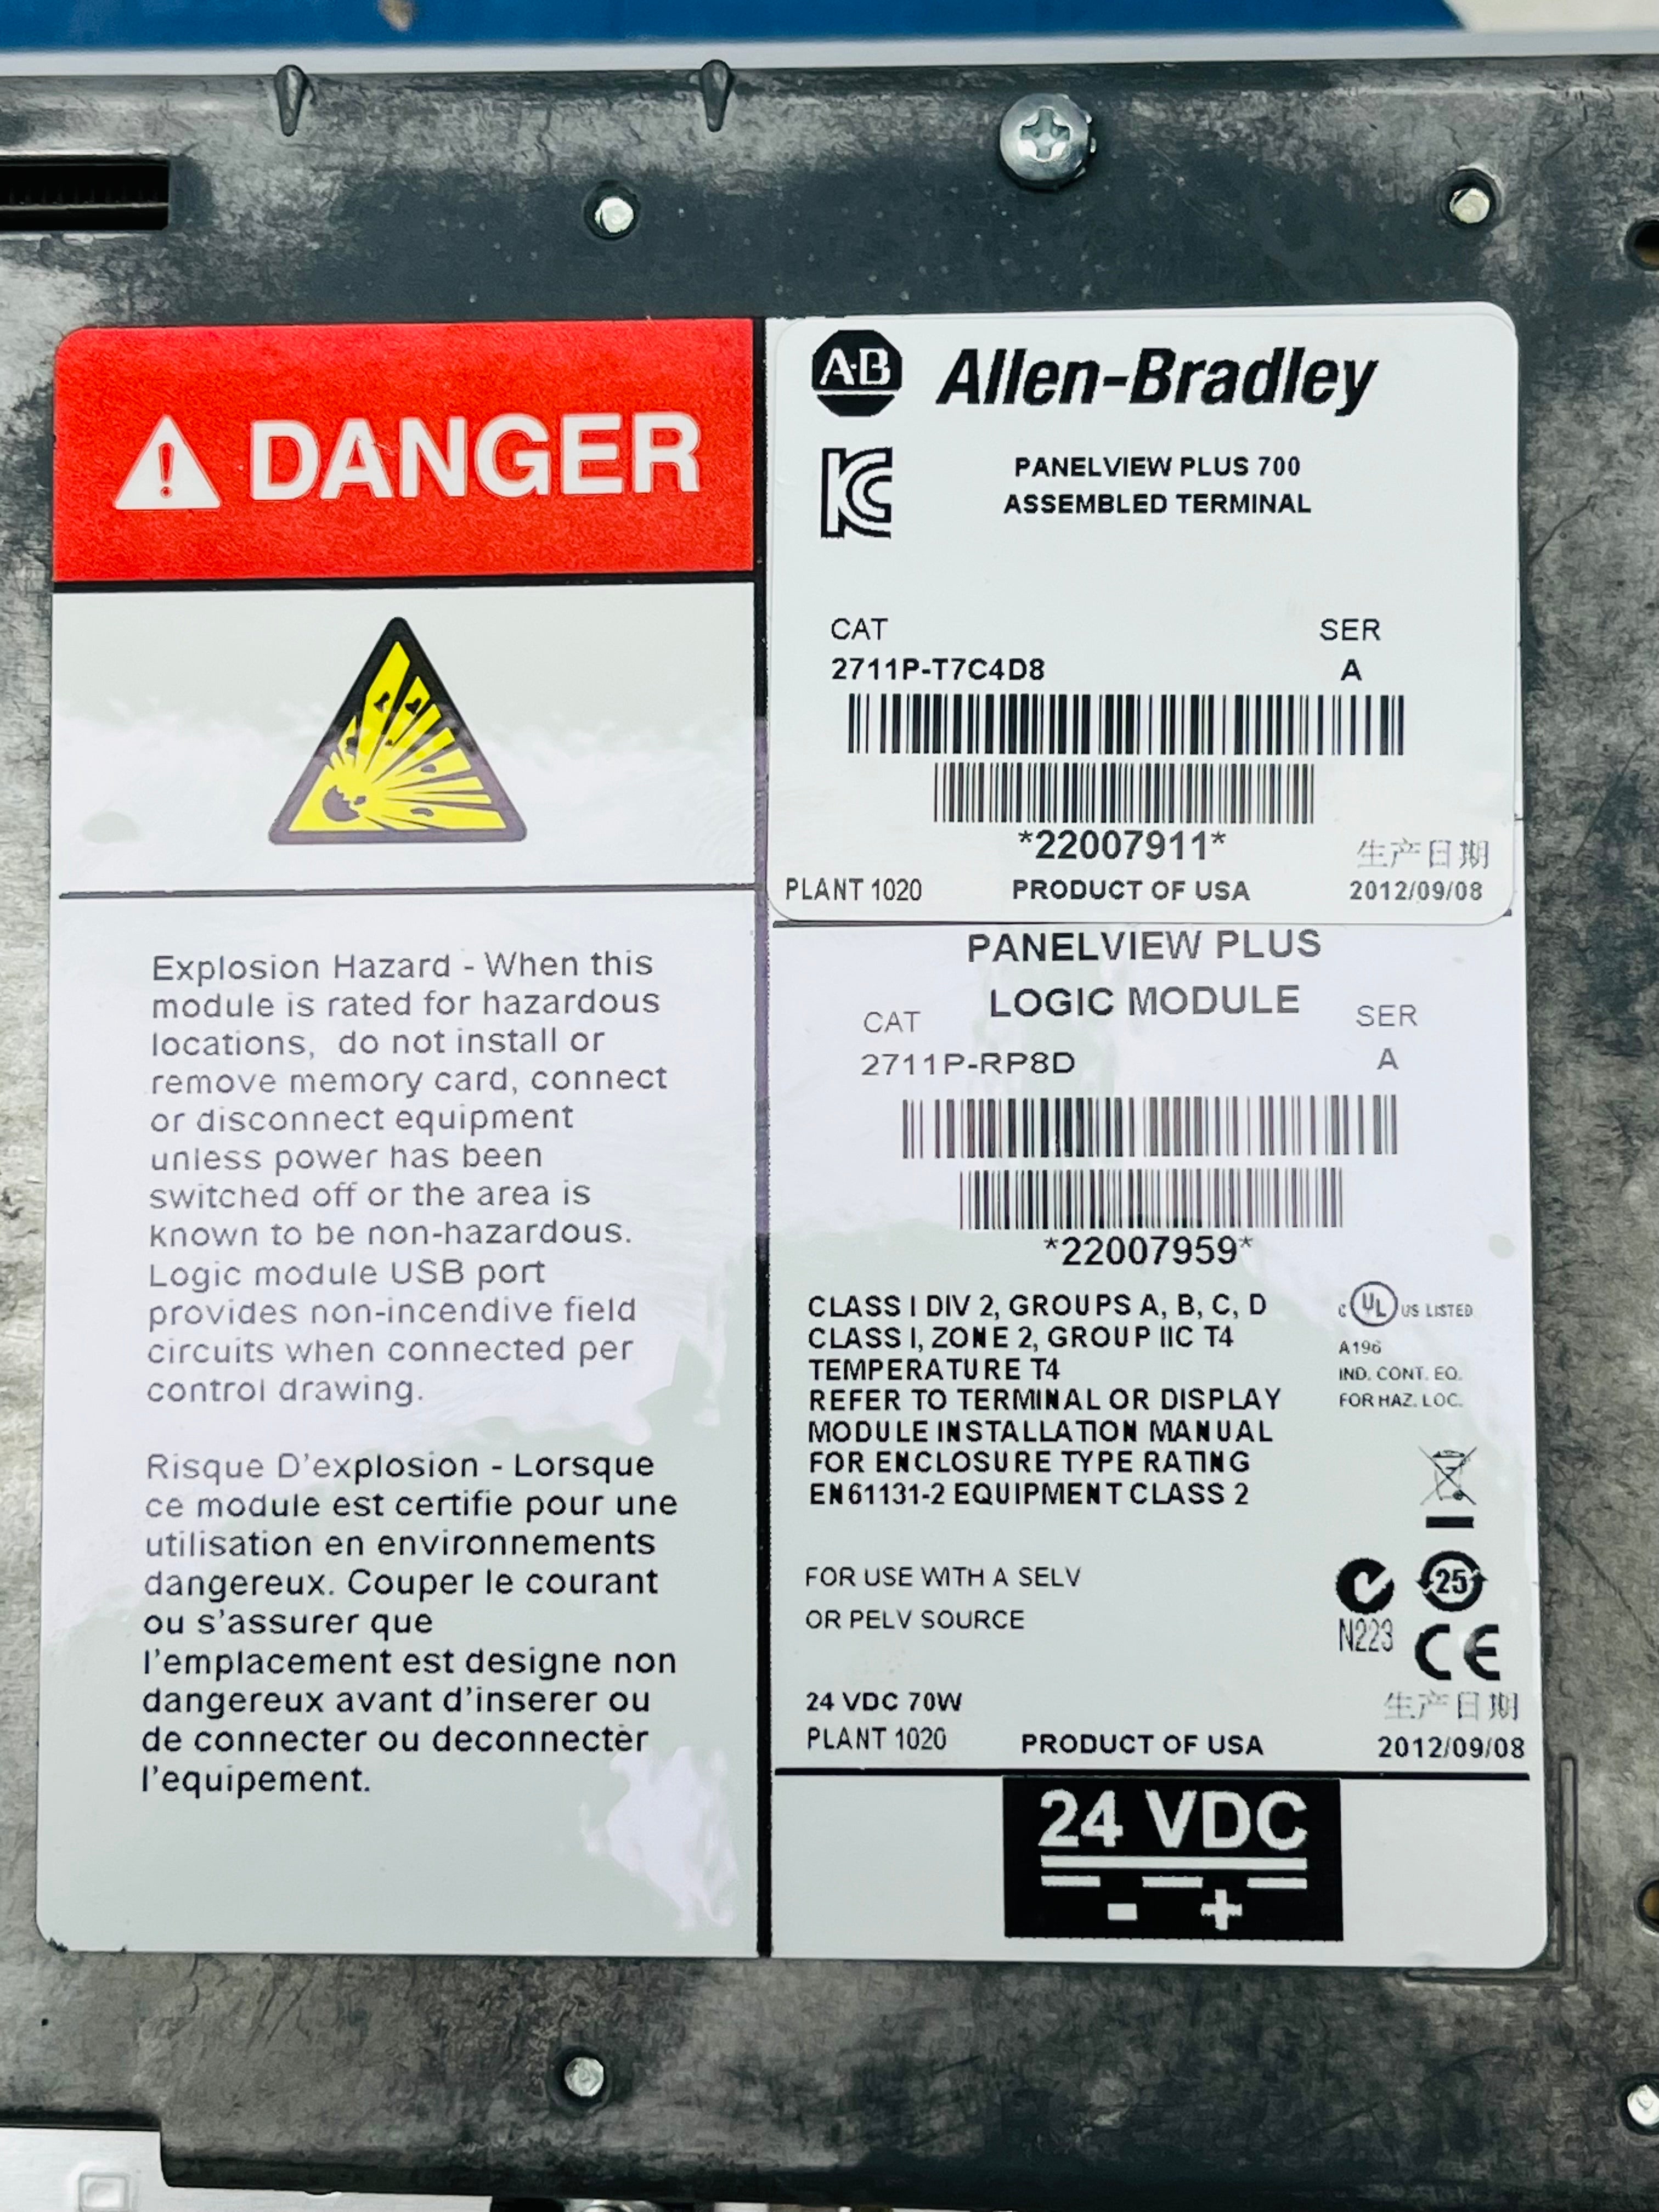 DANGER
Explosion Hazard - When this
module is rated for hazardous
locations, do not install or
remove memory card, connect
or disconnect equipment
unless power has been
switched off or the area is
known to be non-hazardous.
Logic module USB port
provides non-incendive field
circuits when connected per
control drawing.
Risque D'explosion - Lorsque
ce module est certifie pour une
utilisation en environnements
dangereux. Couper le courant
ou s'assurer que
l'emplacement est designe non
dangereux avant d'inserer ou
de connecter ou deconnecter
l'equipement.
A·B Allen-Bradley
KC
PANELVIEW PLUS 700
ASSEMBLED TERMINAL
CAT SER
2711P-T7C4D8 A
*22007911*
生产日期
PLANT 1020 PRODUCT OF USA 2012/09/08
PANELVIEW PLUS
LOGIC MODULE
CAT SER
2711P-RP8D A
*22007959*
CLASS I DIV 2, GROUPS A, B, C, D
CLASS I, ZONE 2, GROUP IIC T4
TEMPERATURE T4
REFER TO TERMINAL OR DISPLAY
MODULE INSTALLATION MANUAL
FOR ENCLOSURE TYPE RATING
EN61131-2 EQUIPMENT CLASS 2
C UL US LISTED
A196
IND. CONT. EQ.
FOR HAZ. LOC.
FOR USE WITH A SELV
OR PELV SOURCE
25
N223 CE
24 VDC 70W
生产日期
PLANT 1020 PRODUCT OF USA 2012/09/08
24 VDC
- +